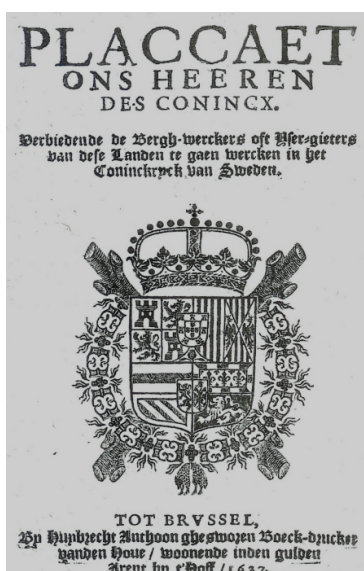 PLACCAET
ONS HEEREN
DES CONINCX.
Verbiedende de Bergh-werckers oft Yser-gieters
van dese Landen te gaen wercken in het
Coninckryck van Sweden.
TOT BRVSSEL,
By Huybrecht Anthoon ghesworen Boeck-drucker
vanden Hove / woonende inden gulden
Arent by t'Hoff / 1627.